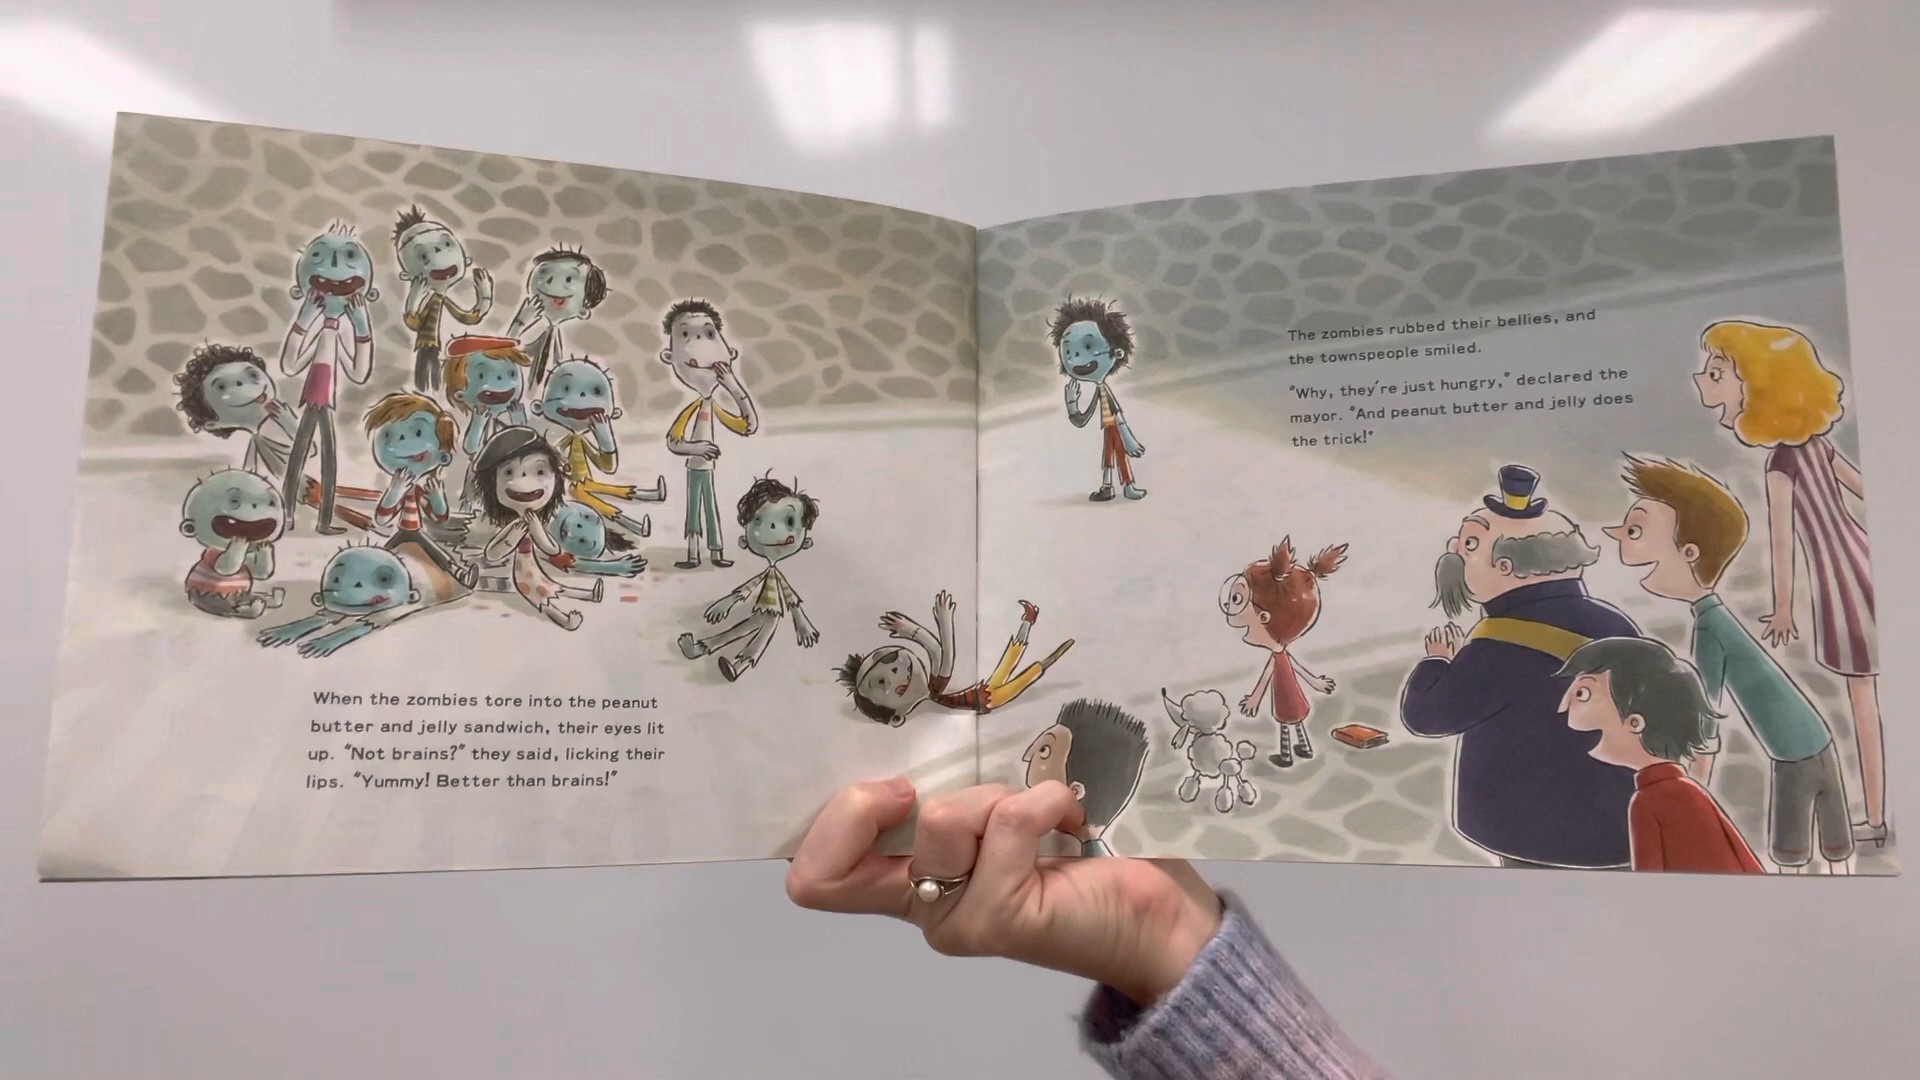 When the zombies tore into the peanut
butter and jelly sandwich, their eyes lit
up. “Not brains?” they said, licking their
lips. “Yummy! Better than brains!”
The zombies rubbed their bellies, and
the townspeople smiled.
“Why, they're just hungry,” declared the
mayor. “And peanut butter and jelly does
the trick!”